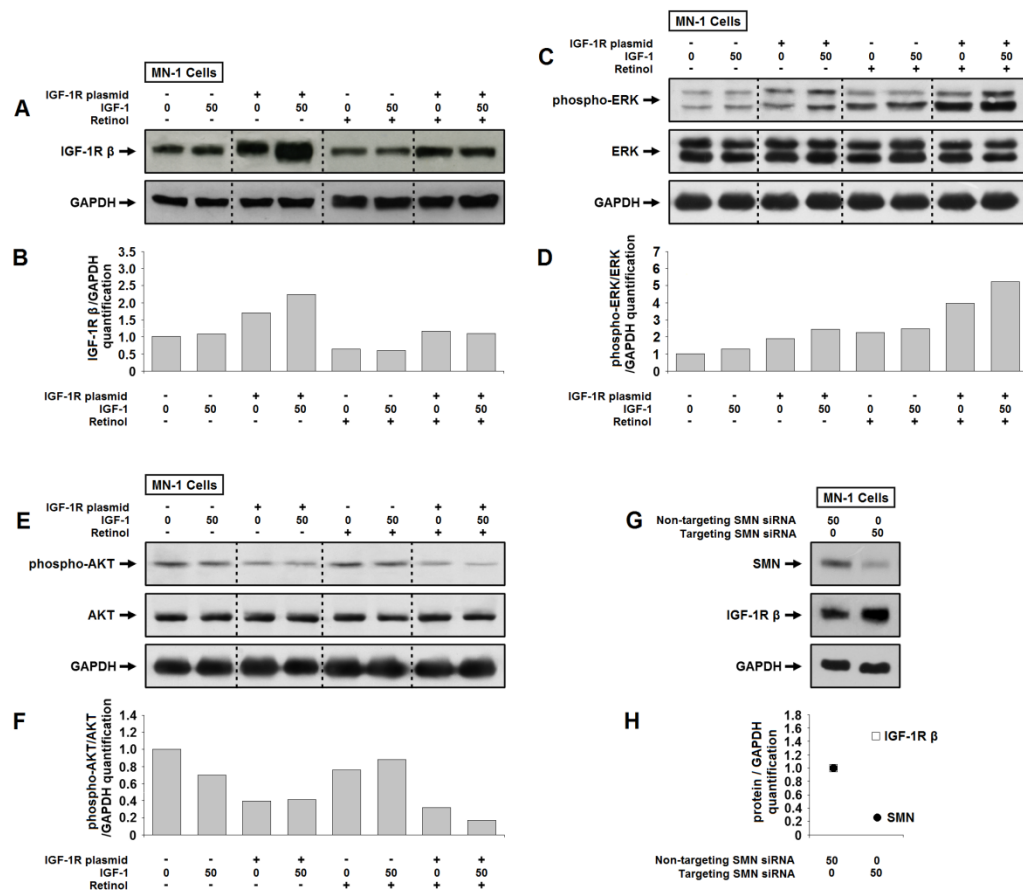 A
MN-1 Cells
IGF-1R plasmid - - + + - - + +
IGF-1 0 50 0 50 0 50 0 50
Retinol - - - - + + + +
IGF-1R β
GAPDH
B
IGF-1R β/GAPDH
quantification
3.5
3.0
2.5
2.0
1.5
1.0
0.5
0
IGF-1R plasmid - - + + - - + +
IGF-1 0 50 0 50 0 50 0 50
Retinol - - - - + + + +
C
MN-1 Cells
IGF-1R plasmid - - + + - - + +
IGF-1 0 50 0 50 0 50 0 50
Retinol - - - - + + + +
phospho-ERK
ERK
GAPDH
D
phospho-ERK/ERK
/GAPDH quantification
7
6
5
4
3
2
1
0
IGF-1R plasmid - - + + - - + +
IGF-1 0 50 0 50 0 50 0 50
Retinol - - - - + + + +
E
MN-1 Cells
IGF-1R plasmid - - + + - - + +
IGF-1 0 50 0 50 0 50 0 50
Retinol - - - - + + + +
phospho-AKT
AKT
GAPDH
F
phospho-AKT/AKT
/GAPDH quantification
1.4
1.2
1.0
0.8
0.6
0.4
0.2
0
IGF-1R plasmid - - + + - - + +
IGF-1 0 50 0 50 0 50 0 50
Retinol - - - - + + + +
G
MN-1 Cells
Non-targeting SMN siRNA 50 0
Targeting SMN siRNA 0 50
SMN
IGF-1R β
GAPDH
H
protein / GAPDH
quantification
1.8
1.6
1.4
1.2
1.0
0.8
0.6
0.4
0.2
0
IGF-1R β
SMN
Non-targeting SMN siRNA 50 0
Targeting SMN siRNA 0 50